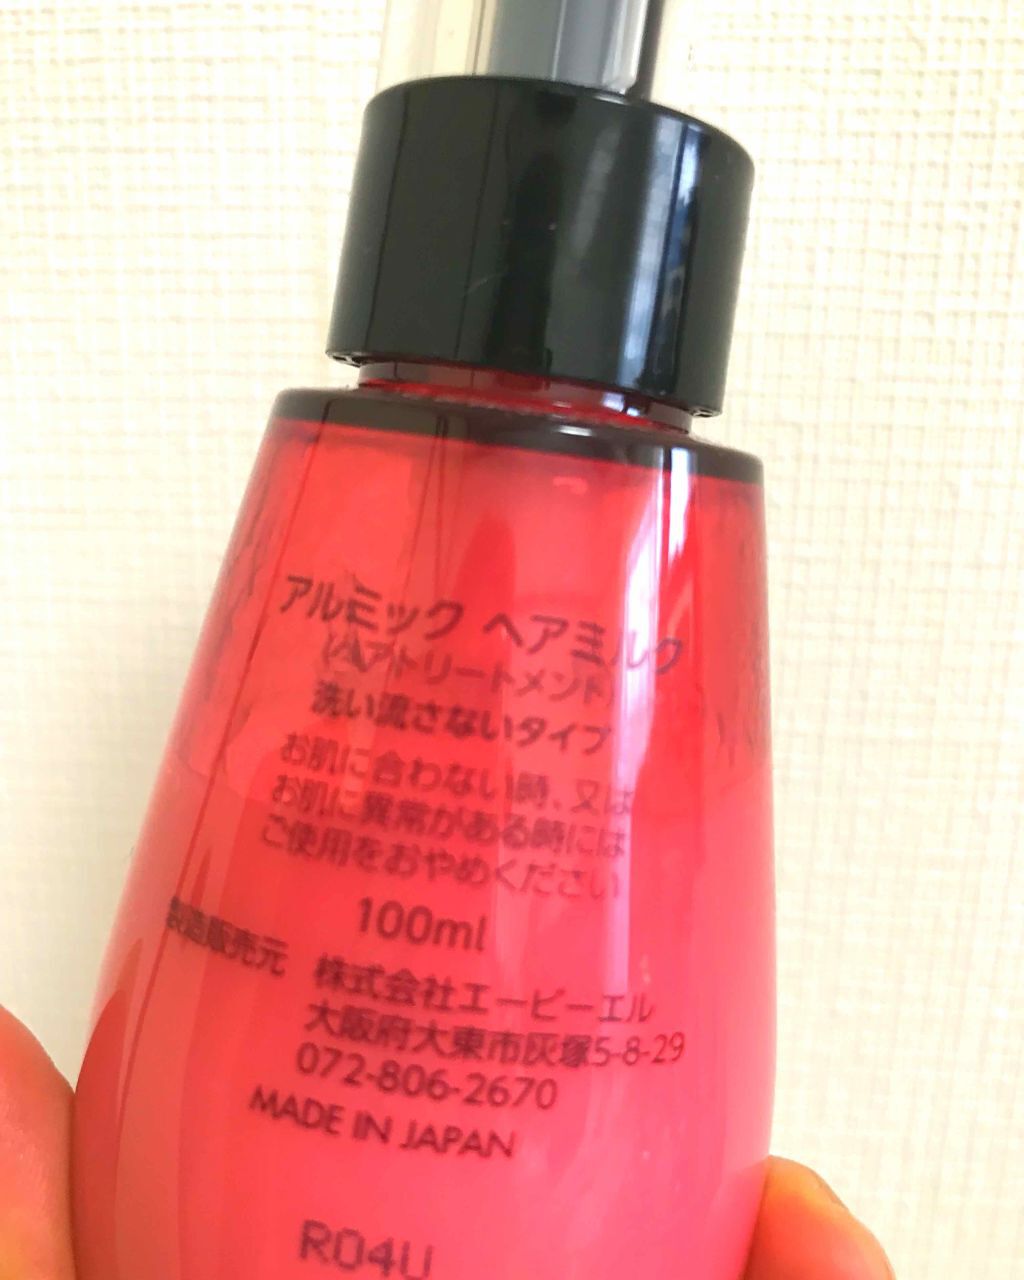 アルミック ヘアミルク
(ヘアトリートメント)
洗い流さないタイプ
お肌に合わない時、又は
お肌に異常がある時には
ご使用をおやめください
100ml
製造販売元 株式会社エービーエル
大阪府大東市灰塚5-8-29
072-806-2670
MADE IN JAPAN
R04U